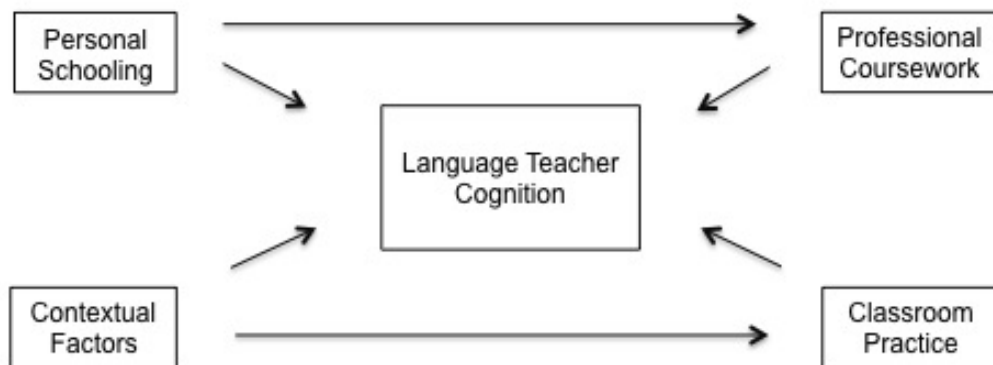 Personal
Schooling
Professional
Coursework
Language Teacher
Cognition
Contextual
Factors
Classroom
Practice